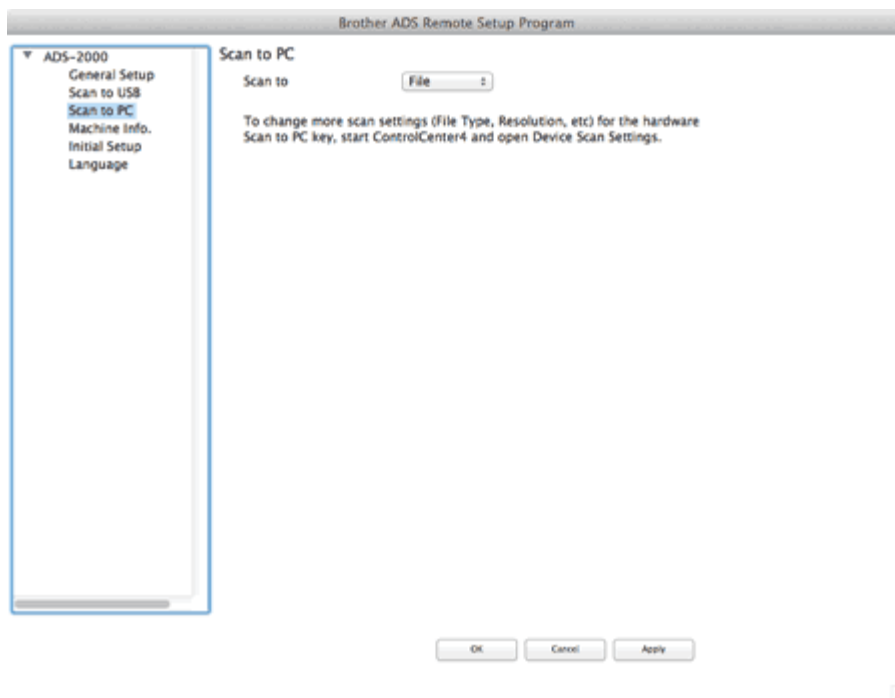 Brother ADS Remote Setup Program
ADS-2000
General Setup
Scan to USB
Scan to PC
Machine Info.
Initial Setup
Language
Scan to PC
Scan to File
To change more scan settings (File Type, Resolution, etc) for the hardware
Scan to PC key, start ControlCenter4 and open Device Scan Settings.
OK Cancel Apply